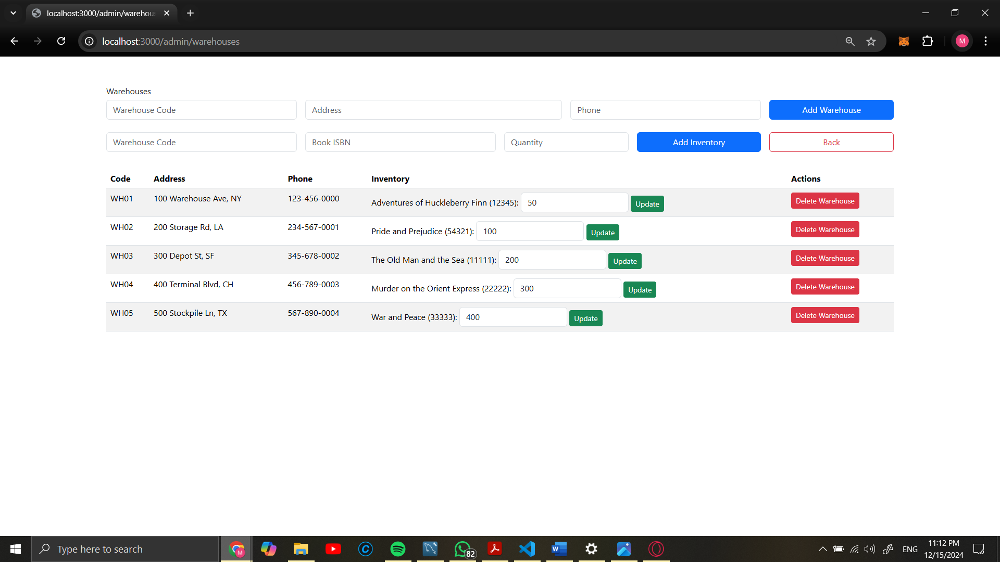 localhost:3000/admin/warehous
localhost:3000/admin/warehouses
M
Warehouses
Warehouse Code Address Phone Add Warehouse
Warehouse Code Book ISBN Quantity Add Inventory Back
Code Address Phone Inventory Actions
WH01 100 Warehouse Ave, NY 123-456-0000 Adventures of Huckleberry Finn (12345): 50 Update Delete Warehouse
WH02 200 Storage Rd, LA 234-567-0001 Pride and Prejudice (54321): 100 Update Delete Warehouse
WH03 300 Depot St, SF 345-678-0002 The Old Man and the Sea (11111): 200 Update Delete Warehouse
WH04 400 Terminal Blvd, CH 456-789-0003 Murder on the Orient Express (22222): 300 Update Delete Warehouse
WH05 500 Stockpile Ln, TX 567-890-0004 War and Peace (33333): 400 Update Delete Warehouse
Type here to search M C 82 W ENG 11:12 PM
12/15/2024